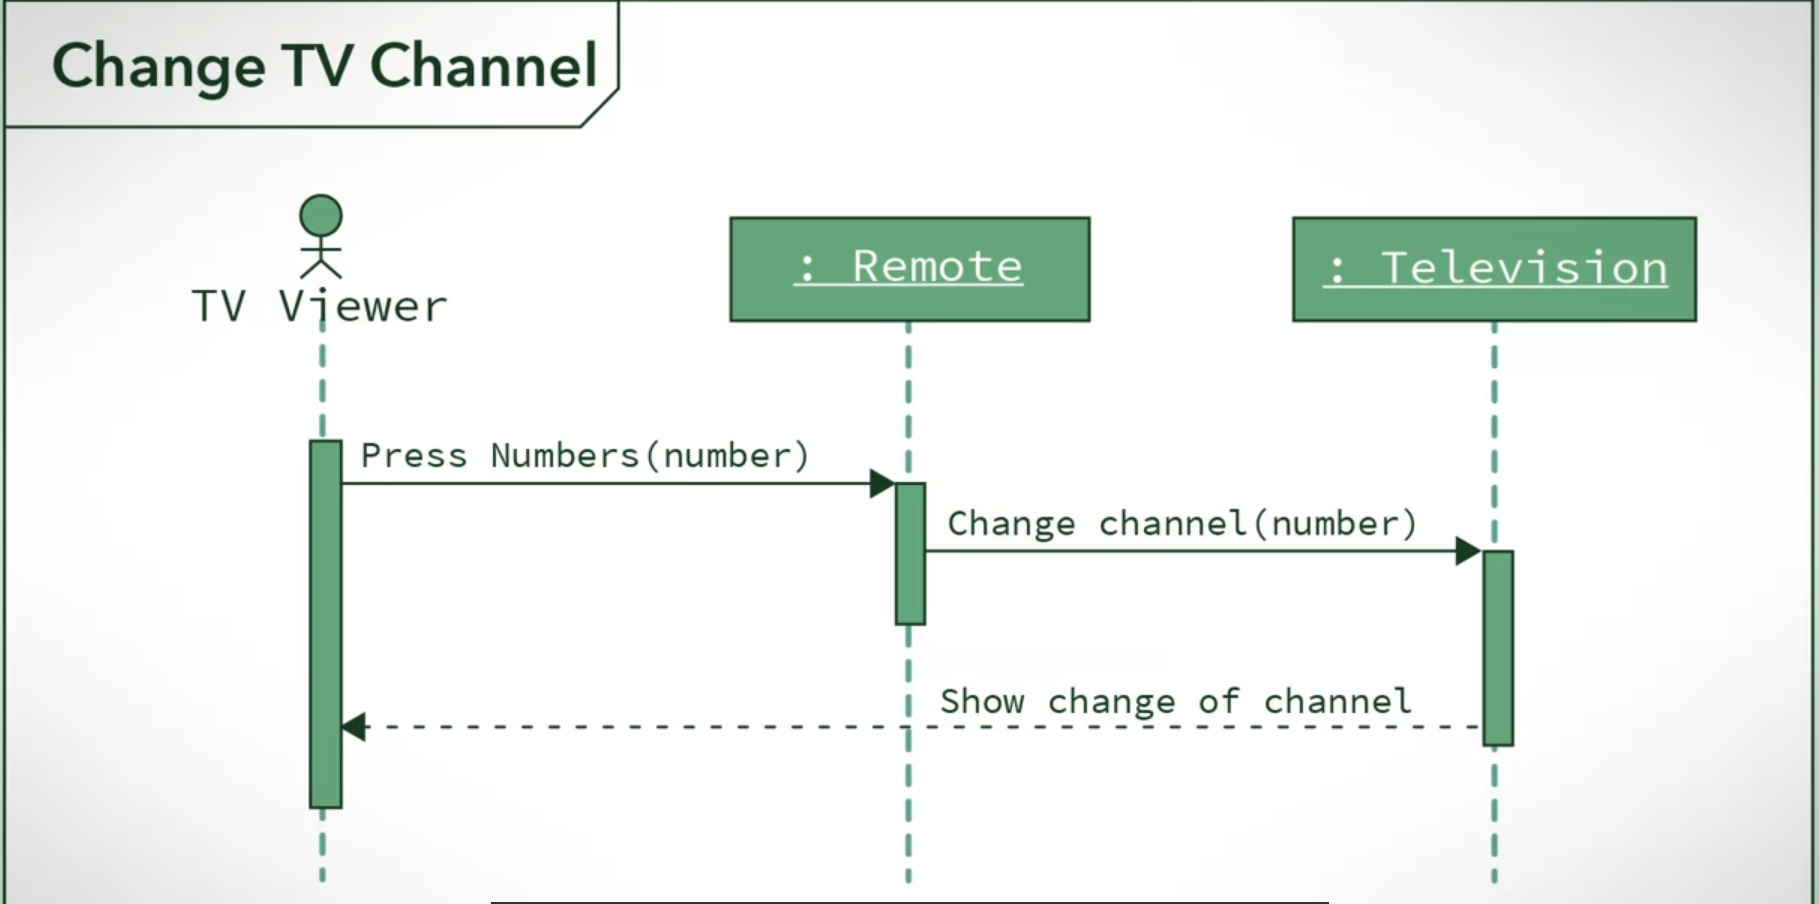 Change TV Channel
TV Viewer
: Remote
: Television
Press Numbers(number)
Change channel(number)
Show change of channel